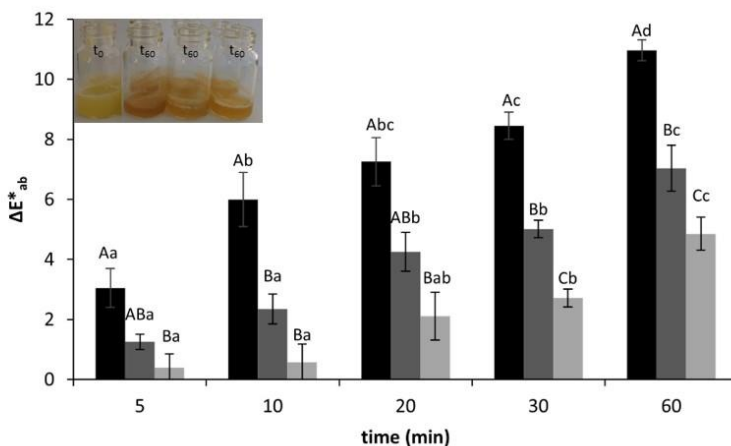 12
10
8
6
4
2
0
ΔE*ab
t0 t60 t60 t60
Aa
ABa
Ba
Ab
Ba
Ba
Abc
ABb
Bab
Ac
Bb
Cb
Ad
Bc
Cc
5 10 20 30 60
time (min)